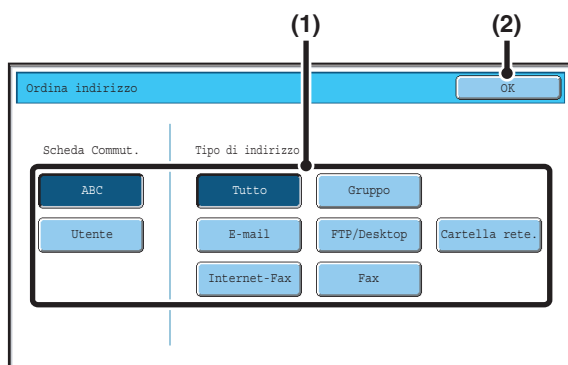 (1) (2)
Ordina indirizzo OK
Scheda Commut. Tipo di indirizzo
ABC Tutto Gruppo
Utente E-mail FTP/Desktop Cartella rete.
Internet-Fax Fax